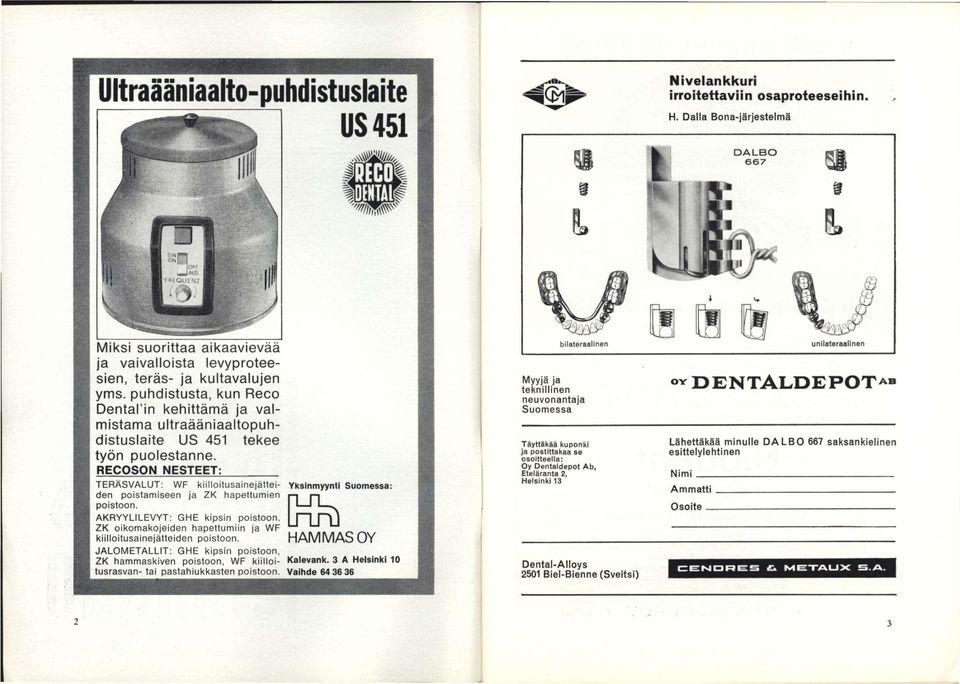 Ultraääniaalto-puhdistuslaite
US 451
RECO
DENTAL
EIN
ON
OFF
AUS
FREQUENZ
Miksi suorittaa aikaavievää
ja vaivalloista levyprotee-
sien, teräs- ja kultavalujen
yms. puhdistusta, kun Reco
Dental'in kehittämä ja val-
mistama ultraääniaaltopuh-
distuslaite US 451 tekee
työn puolestanne.
RECOSON NESTEET:
TERÄSVALUT: WF kiilloitusainejättei-
den poistamiseen ja ZK hapettumien
poistoon.
AKRYYLILEVYT: GHE kipsin poistoon,
ZK oikomakojeiden hapettumiin ja WF
kiilloitusainejätteiden poistoon.
JALOMETALLIT: GHE kipsin poistoon,
ZK hammaskiven poistoon, WF kiilloi-
tusrasvan- tai pastahiukkasten poistoon.
Yksinmyynti Suomessa:
HAMMAS OY
Kalevank. 3 A Helsinki 10
Vaihde 64 36 36
2
CM
Nivelankkuri
irroitettaviin osaproteeseihin.
H. Dalla Bona-järjestelmä
DALBO
667
bilateraalinen
unilateraalinen
Myyjä ja
teknillinen
neuvonantaja
Suomessa
OY DENTALDEPOT AB
Täyttäkää kuponki
ja postittakaa se
osoitteella:
Oy Dentaldepot Ab,
Eteläranta 2,
Helsinki 13
Lähettäkää minulle DALBO 667 saksankielinen
esittelylehtinen
Nimi
Ammatti
Osoite
Dental-Alloys
2501 Biel-Bienne (Sveitsi)
CENDRES & METAUX S.A.
3